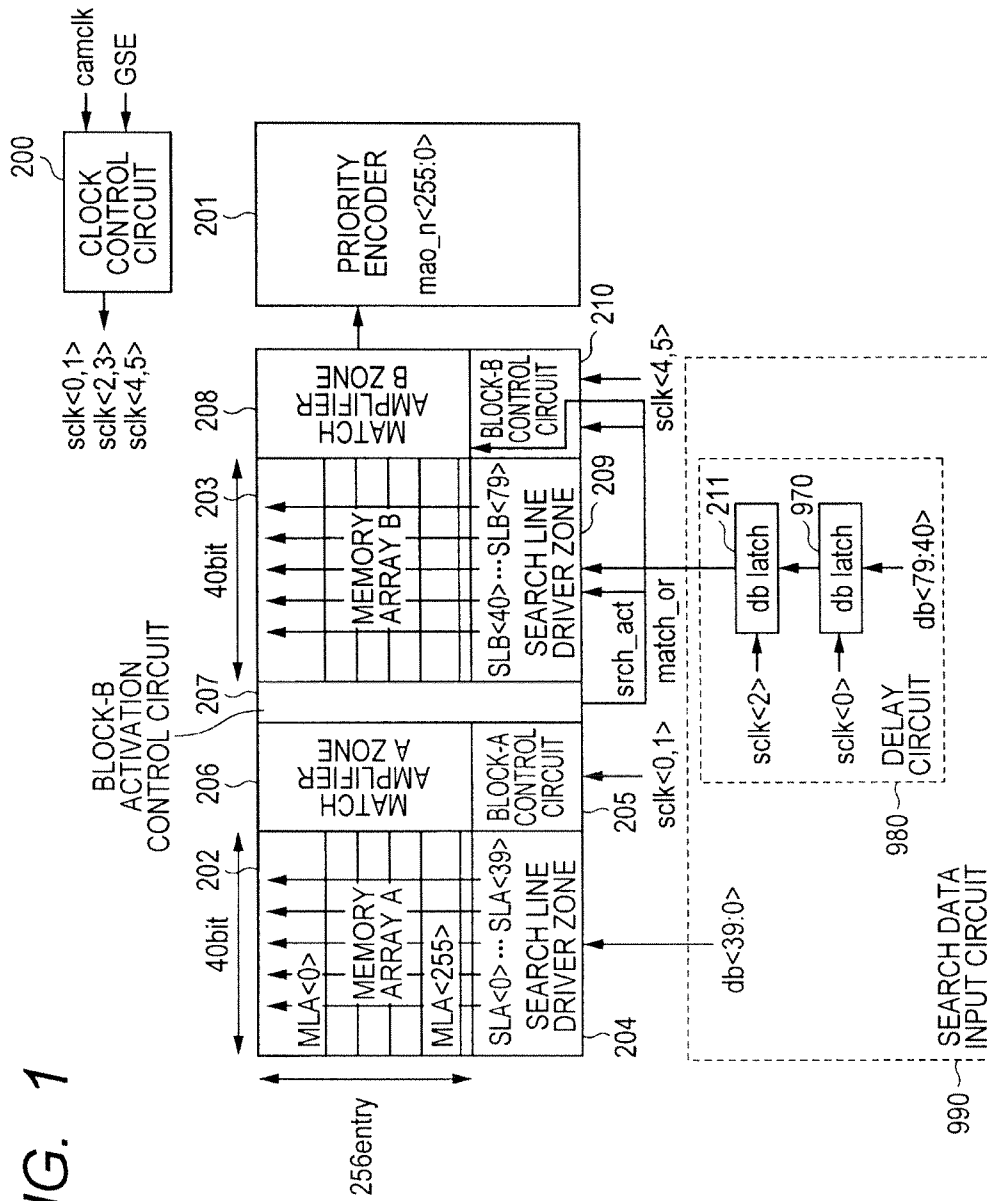 IG. 1
200
CLOCK
CONTROL
CIRCUIT
camclk
GSE
sclk<0,1>
sclk<2,3>
sclk<4,5>
BLOCK-B
ACTIVATION
CONTROL CIRCUIT
40bit
202
206
207
40bit
203
208
201
256entry
MLA<0>
MEMORY
ARRAY A
MLA<255>
MATCH
AMPLIFIER
A ZONE
MEMORY
ARRAY B
MATCH
AMPLIFIER
B ZONE
PRIORITY
ENCODER
mao_n<255:0>
SLA<0> ... SLA<39>
SEARCH LINE
DRIVER ZONE
BLOCK-A
CONTROL
CIRCUIT
SLB<40> ... SLB<79>
SEARCH LINE
DRIVER ZONE
BLOCK-B
CONTROL
CIRCUIT
204
205
209
210
sclk<0,1>
srch_act
match_or
sclk<4,5>
db<39:0>
211
db latch
sclk<2>
970
db latch
sclk<0>
db<79:40>
DELAY
CIRCUIT
980
SEARCH DATA
INPUT CIRCUIT
990